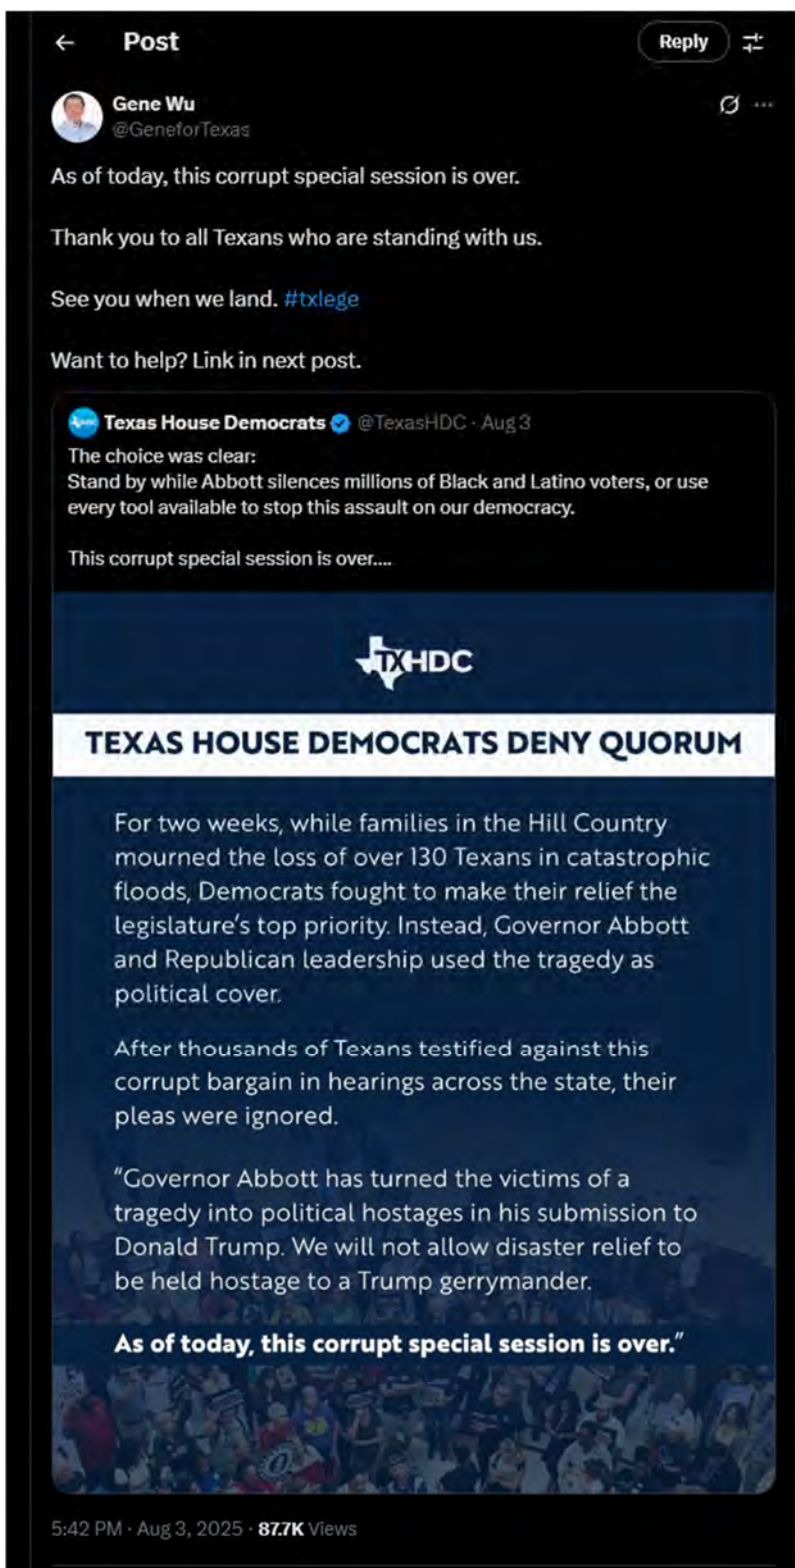 ← Post Reply
Gene Wu
@GeneforTexas
As of today, this corrupt special session is over.
Thank you to all Texans who are standing with us.
See you when we land. #txlege
Want to help? Link in next post.
Texas House Democrats @TexasHDC · Aug 3
The choice was clear:
Stand by while Abbott silences millions of Black and Latino voters, or use
every tool available to stop this assault on our democracy.
This corrupt special session is over....
TXHDC
TEXAS HOUSE DEMOCRATS DENY QUORUM
For two weeks, while families in the Hill Country
mourned the loss of over 130 Texans in catastrophic
floods, Democrats fought to make their relief the
legislature's top priority. Instead, Governor Abbott
and Republican leadership used the tragedy as
political cover.
After thousands of Texans testified against this
corrupt bargain in hearings across the state, their
pleas were ignored.
"Governor Abbott has turned the victims of a
tragedy into political hostages in his submission to
Donald Trump. We will not allow disaster relief to
be held hostage to a Trump gerrymander.
As of today, this corrupt special session is over."
5:42 PM · Aug 3, 2025 · 87.7K Views